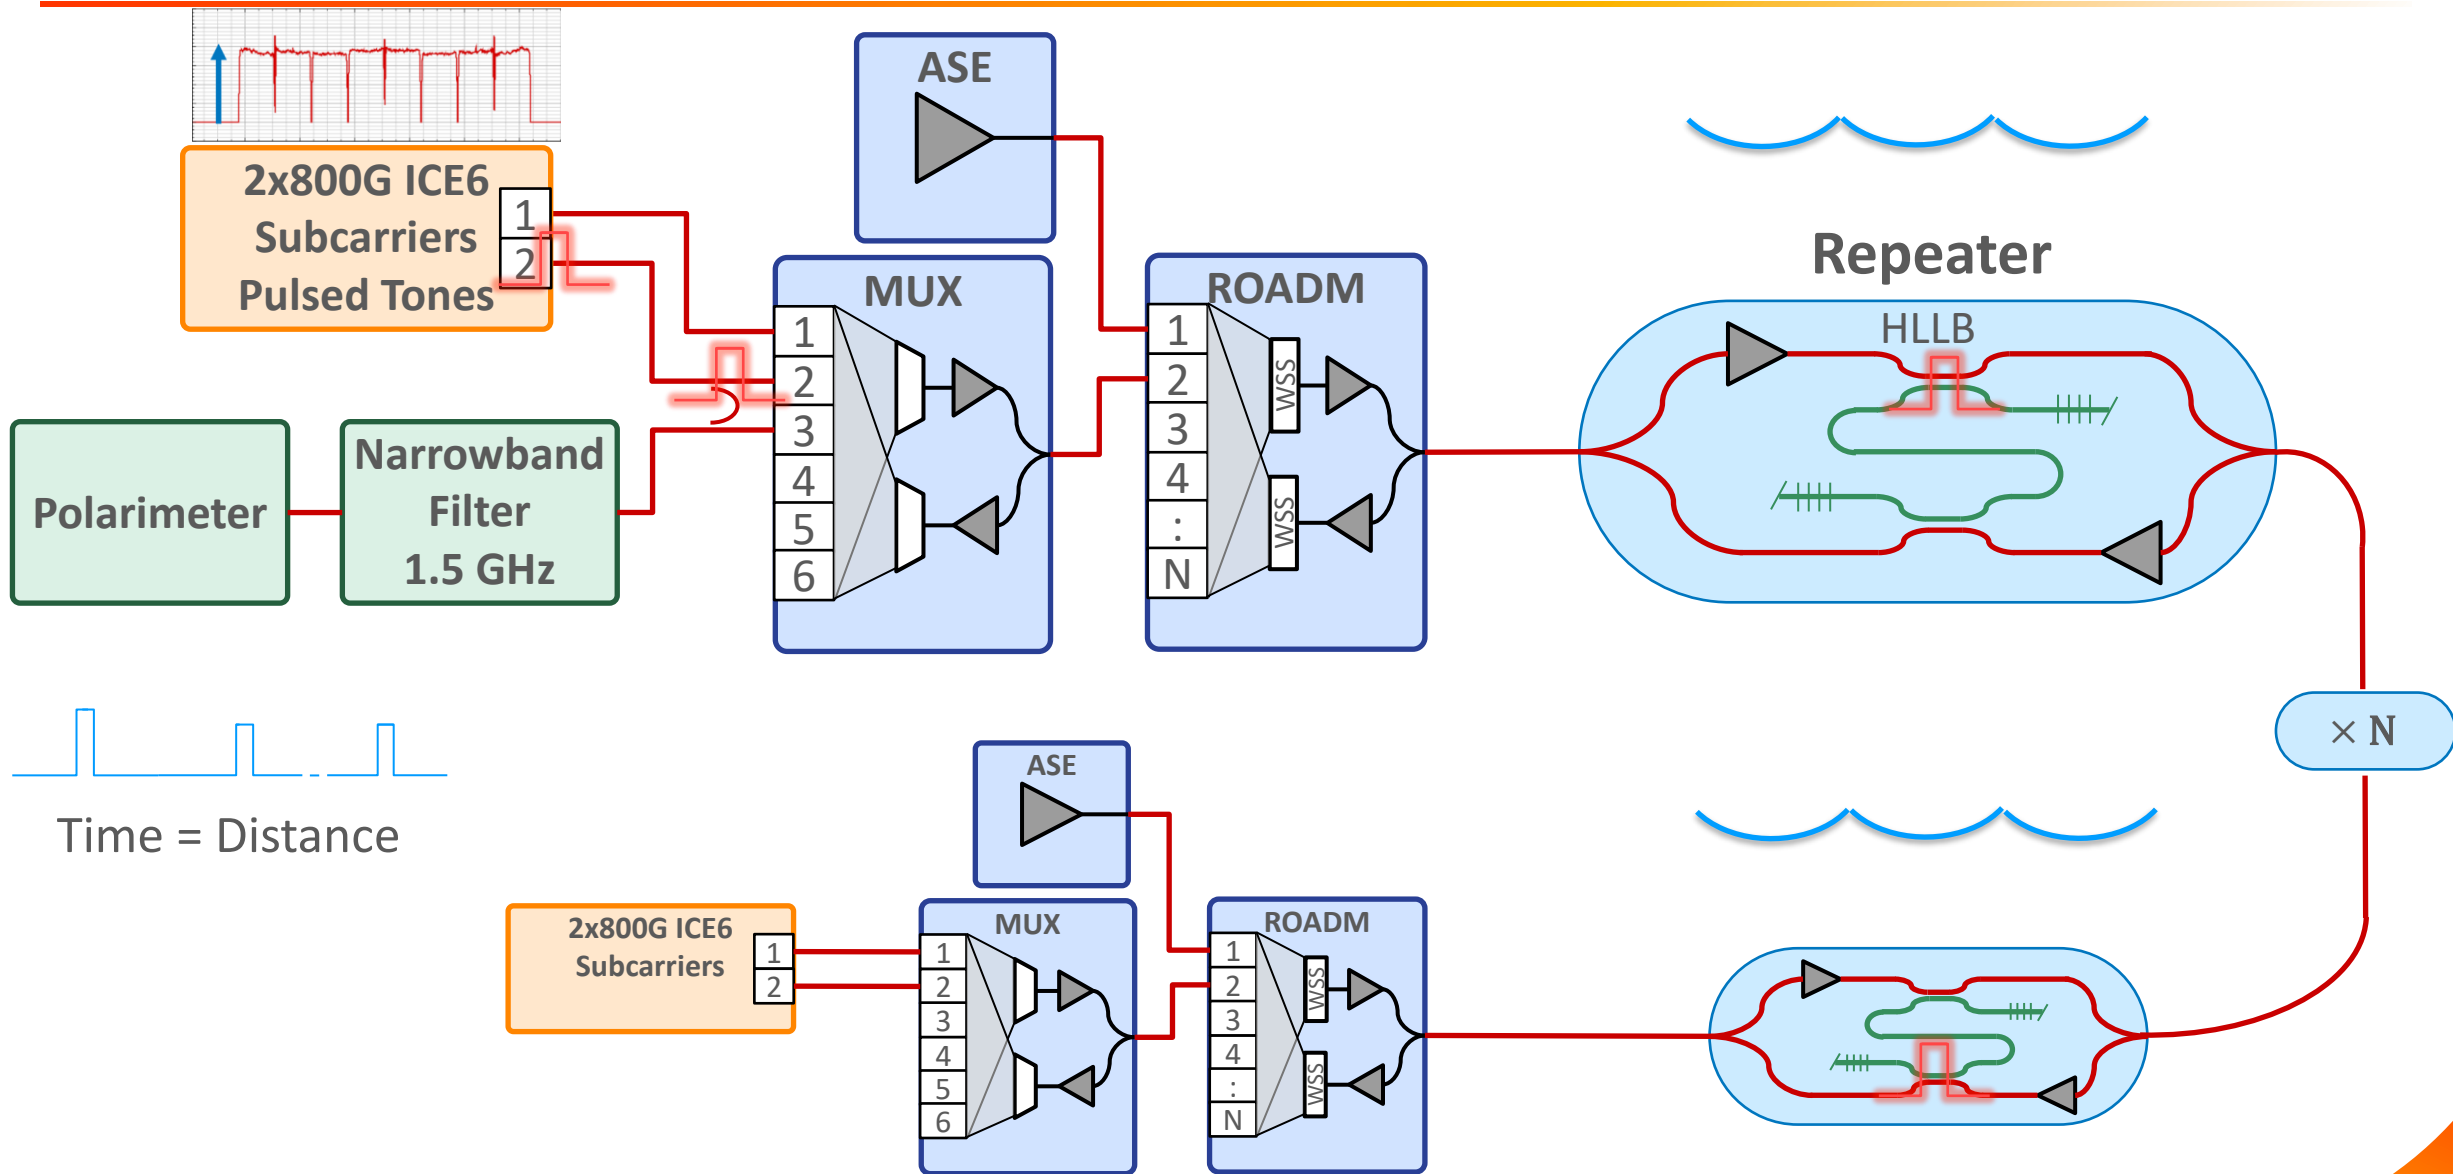 ASE
2x800G ICE6
Subcarriers
Pulsed Tones
1
2
MUX
1
2
3
4
5
6
ROADM
1
2
3
4
:
N
WSS
WSS
Repeater
HLLB
Polarimeter
Narrowband
Filter
1.5 GHz
× N
Time = Distance
ASE
2x800G ICE6
Subcarriers
1
2
MUX
1
2
3
4
5
6
ROADM
1
2
3
4
:
N
WSS
WSS